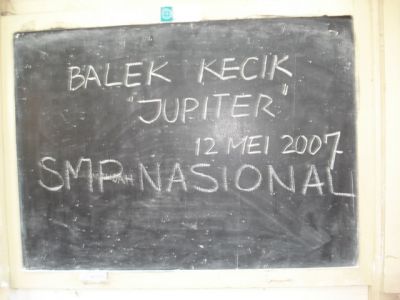 BALEK KECIK
"JUPITER"
12 MEI 2007
SMP NASIONAL